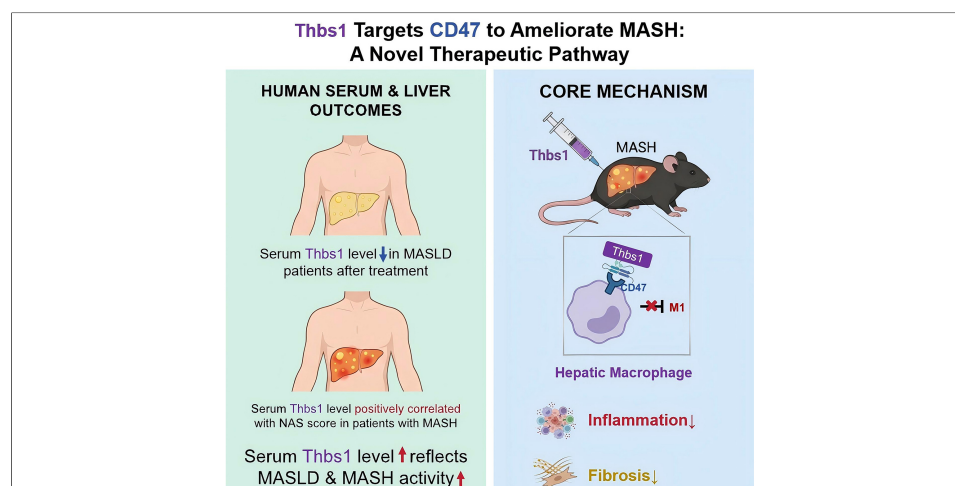 Thbs1 Targets CD47 to Ameliorate MASH:
A Novel Therapeutic Pathway
HUMAN SERUM & LIVER
OUTCOMES
Serum Thbs1 level↓in MASLD
patients after treatment
Serum Thbs1 level positively correlated
with NAS score in patients with MASH
Serum Thbs1 level↑reflects
MASLD & MASH activity↑
CORE MECHANISM
Thbs1
MASH
Thbs1
CD47
M1
Hepatic Macrophage
Inflammation↓
Fibrosis↓